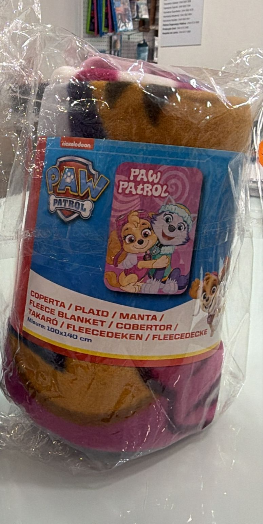 nickelodeon
PAW
PATROL
PAW
PATROL
COPERTA / PLAID / MANTA /
FLEECE BLANKET / COBERTOR /
TAKARÓ / FLEECEDEKEN / FLEECEDECKE
100x140 cm